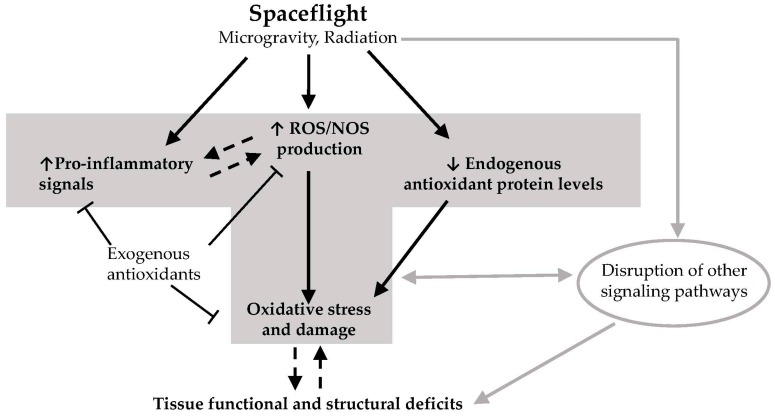 Spaceflight
Microgravity, Radiation
↑ ROS/NOS
production
↑Pro-inflammatory
signals
↓ Endogenous
antioxidant protein levels
Exogenous
antioxidants
Disruption of other
signaling pathways
Oxidative stress
and damage
Tissue functional and structural deficits